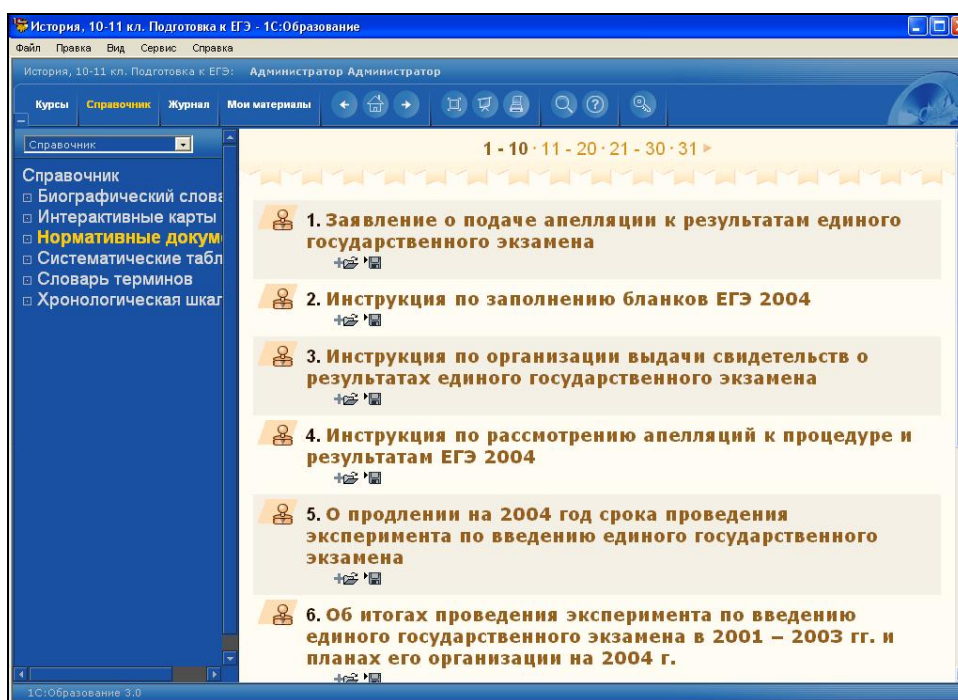 История, 10-11 кл. Подготовка к ЕГЭ - 1С:Образование
Файл Правка Вид Сервис Справка
История, 10-11 кл. Подготовка к ЕГЭ: Администратор Администратор
Курсы Справочник Журнал Мои материалы
Справочник
Справочник
Биографический слова
Интерактивные карты
Нормативные докум
Систематические табл
Словарь терминов
Хронологическая шкал
1 - 10 · 11 - 20 · 21 - 30 · 31
1. Заявление о подаче апелляции к результатам единого
государственного экзамена
2. Инструкция по заполнению бланков ЕГЭ 2004
3. Инструкция по организации выдачи свидетельств о
результатах единого государственного экзамена
4. Инструкция по рассмотрению апелляций к процедуре и
результатам ЕГЭ 2004
5. О продлении на 2004 год срока проведения
эксперимента по введению единого государственного
экзамена
6. Об итогах проведения эксперимента по введению
единого государственного экзамена в 2001 – 2003 гг. и
планах его организации на 2004 г.
1С:Образование 3.0